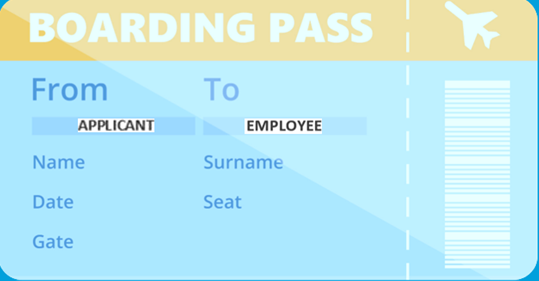 BOARDING PASS
From To
APPLICANT EMPLOYEE
Name Surname
Date Seat
Gate